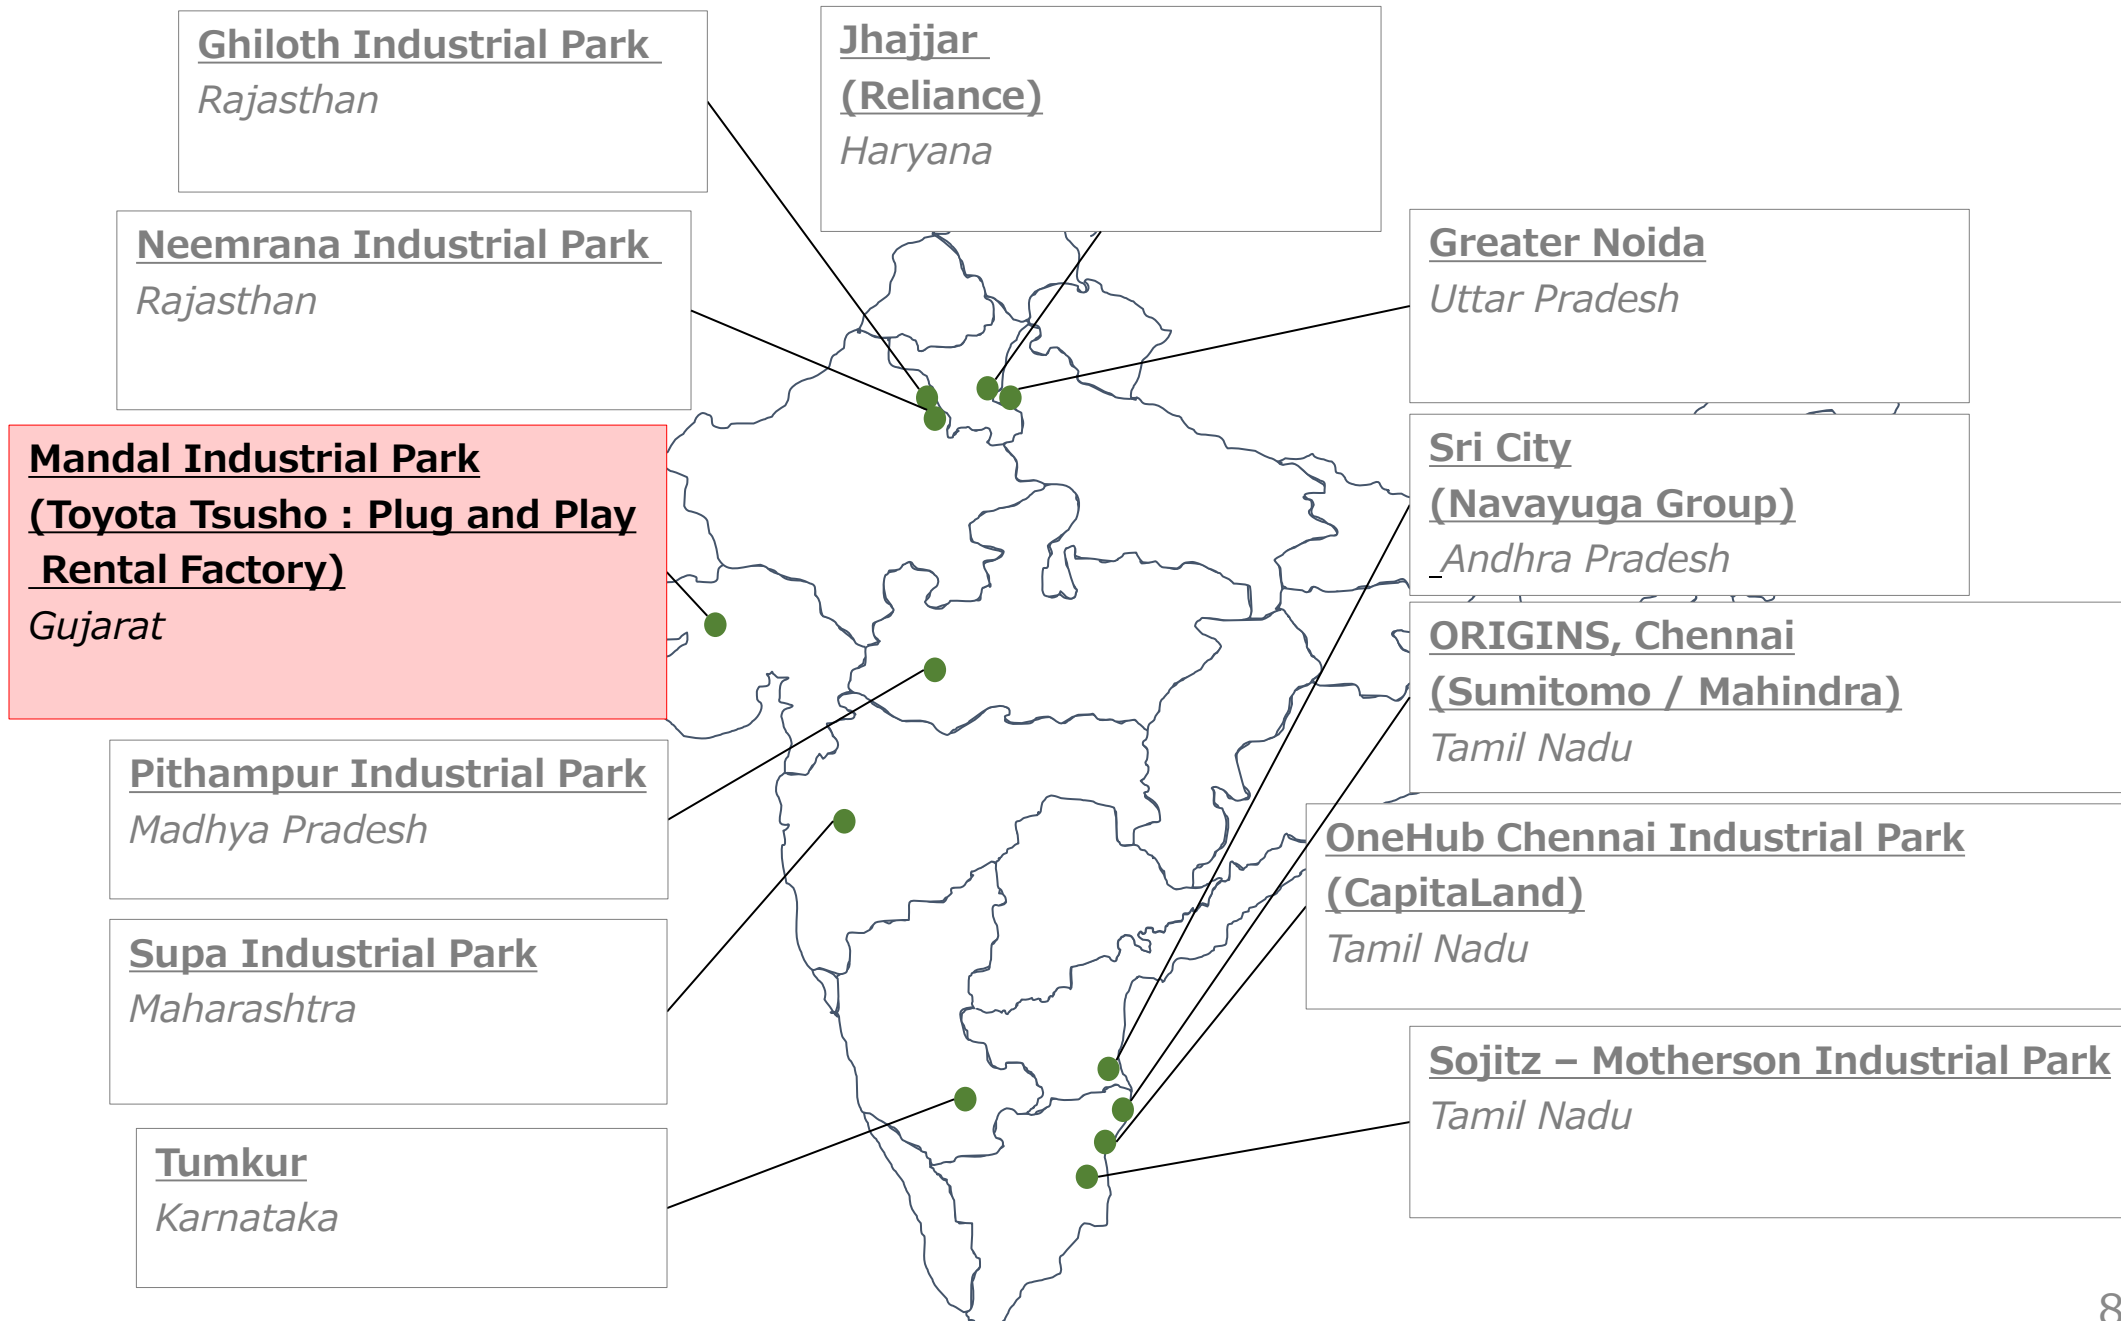 Ghiloth Industrial Park
Rajasthan
Jhajjar
(Reliance)
Haryana
Neemrana Industrial Park
Rajasthan
Greater Noida
Uttar Pradesh
Mandal Industrial Park
(Toyota Tsusho : Plug and Play
Rental Factory)
Gujarat
Sri City
(Navayuga Group)
Andhra Pradesh
ORIGINS, Chennai
(Sumitomo / Mahindra)
Tamil Nadu
Pithampur Industrial Park
Madhya Pradesh
OneHub Chennai Industrial Park
(CapitaLand)
Tamil Nadu
Supa Industrial Park
Maharashtra
Sojitz – Motherson Industrial Park
Tamil Nadu
Tumkur
Karnataka
8